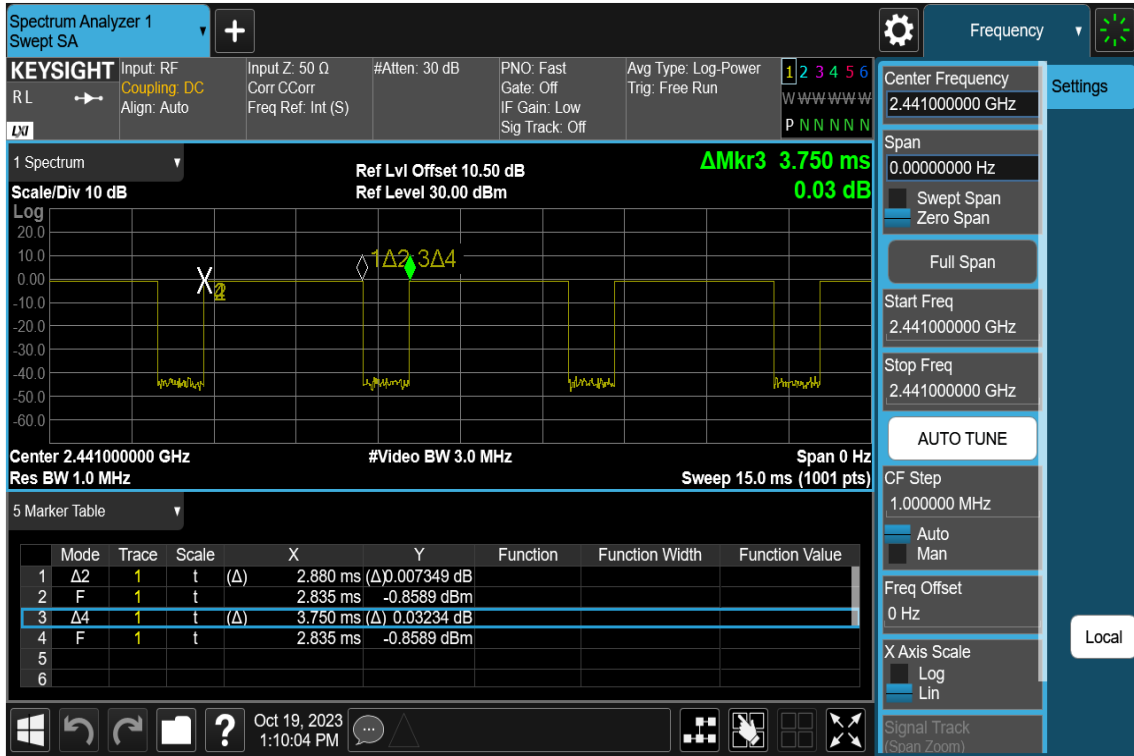 Spectrum Analyzer 1
Swept SA
Frequency
KEYSIGHT
RL
LXI
Input: RF
Coupling: DC
Align: Auto
Input Z: 50 Ω
Corr CCorr
Freq Ref: Int (S)
#Atten: 30 dB
PNO: Fast
Gate: Off
IF Gain: Low
Sig Track: Off
Avg Type: Log-Power
Trig: Free Run
1 2 3 4 5 6
W W W W W W
P N N N N N
1 Spectrum
Scale/Div 10 dB
Ref Lvl Offset 10.50 dB
Ref Level 30.00 dBm
ΔMkr3 3.750 ms
0.03 dB
Log
20.0
10.0
0.00
-10.0
-20.0
-30.0
-40.0
-50.0
-60.0
1Δ2 3Δ4
Center 2.441000000 GHz
Res BW 1.0 MHz
#Video BW 3.0 MHz
Span 0 Hz
Sweep 15.0 ms (1001 pts)
5 Marker Table
Mode Trace Scale X Y Function Function Width Function Value
1 Δ2 1 t (Δ) 2.880 ms (Δ)0.007349 dB
2 F 1 t 2.835 ms -0.8589 dBm
3 Δ4 1 t (Δ) 3.750 ms (Δ) 0.03234 dB
4 F 1 t 2.835 ms -0.8589 dBm
5
6
?
Oct 19, 2023
1:10:04 PM
Center Frequency
2.441000000 GHz
Span
0.00000000 Hz
Swept Span
Zero Span
Full Span
Start Freq
2.441000000 GHz
Stop Freq
2.441000000 GHz
AUTO TUNE
CF Step
1.000000 MHz
Auto
Man
Freq Offset
0 Hz
X Axis Scale
Log
Lin
Signal Track
(Span Zoom)
Settings
Local